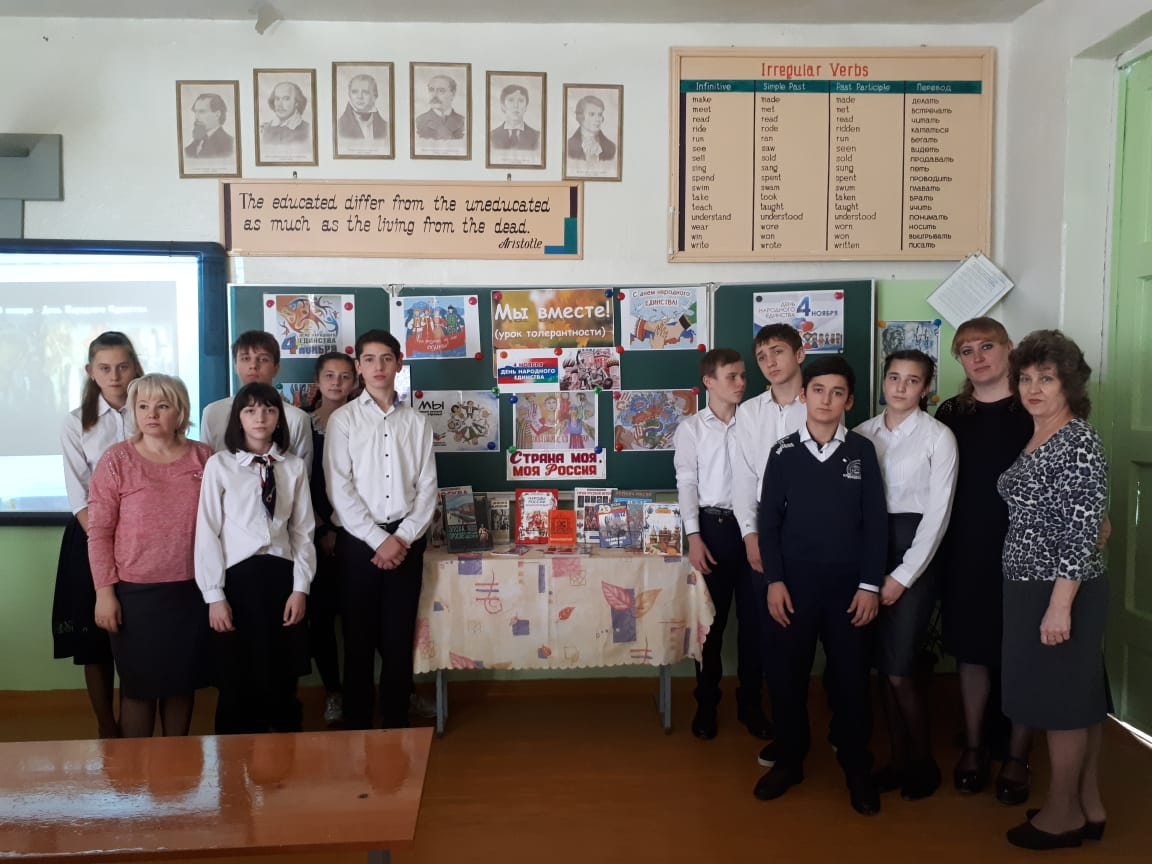 Irregular Verbs
Infinitive Simple Past Past Participle Перевод
make made made делать
meet met met встречать
read read read читать
ride rode ridden кататься
run ran run бегать
see saw seen видеть
sell sold sold продавать
sing sang sung петь
spend spent spent проводить
swim swam swum плавать
take took taken брать
teach taught taught учить
understand understood understood понимать
wear wore worn носить
win won won выигрывать
write wrote written писать
The educated differ from the uneducated
as much as the living from the dead.
Aristotle
4 ДЕНЬ НАРОДНОГО
ЕДИНСТВА
НОЯБРЯ
Мы вместе!
(урок толерантности)
С ДНЕМ НАРОДНОГО
ЕДИНСТВА!
ДЕНЬ
НАРОДНОГО
ЕДИНСТВА
4 НОЯБРЯ
ДЕНЬ НАРОДНОГО
ЕДИНСТВА
МЫ
Страна моя,
моя Россия
НАРОДЫ
РОССИИ